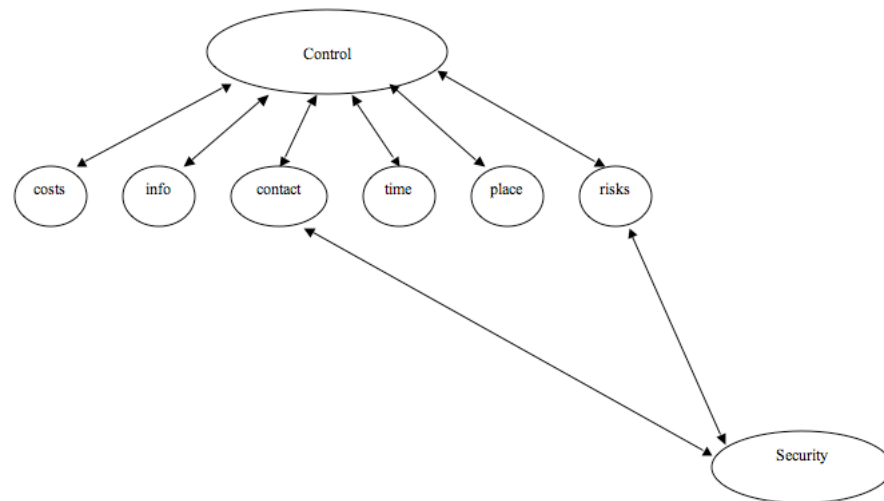 Control
costs
info
contact
time
place
risks
Security